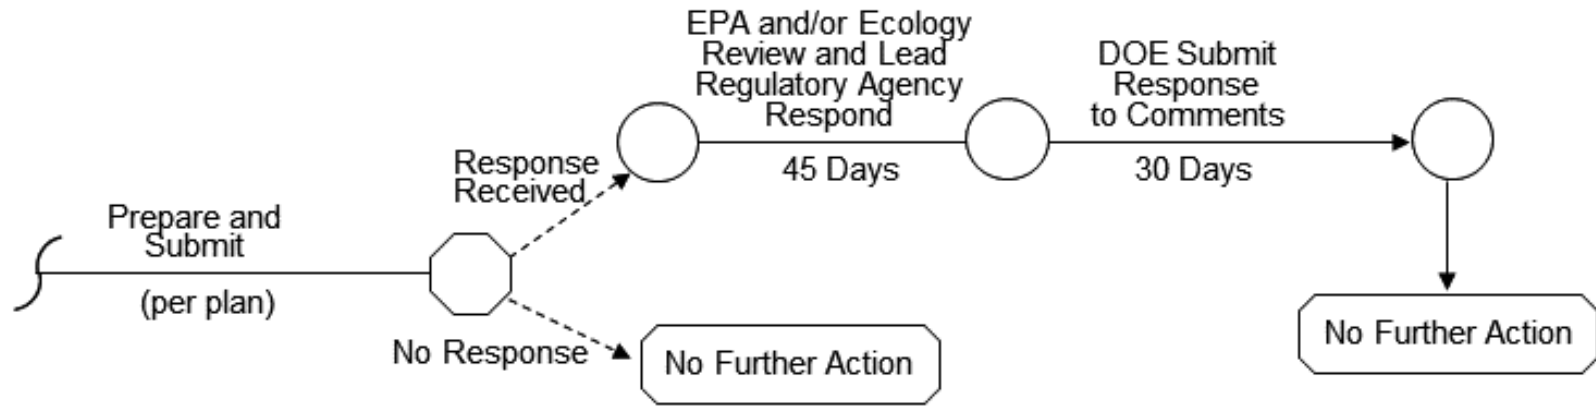 Prepare and
Submit
(per plan)
Response
Received
No Response
No Further Action
EPA and/or Ecology
Review and Lead
Regulatory Agency
Respond
45 Days
DOE Submit
Response
to Comments
30 Days
No Further Action